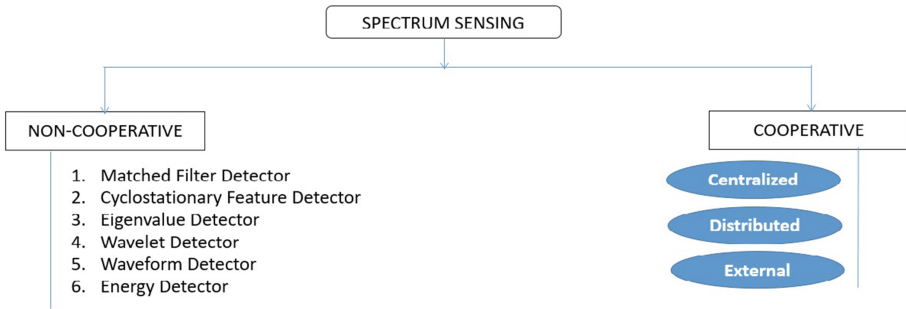 SPECTRUM SENSING
NON-COOPERATIVE
1. Matched Filter Detector
2. Cyclostationary Feature Detector
3. Eigenvalue Detector
4. Wavelet Detector
5. Waveform Detector
6. Energy Detector
COOPERATIVE
Centralized
Distributed
External